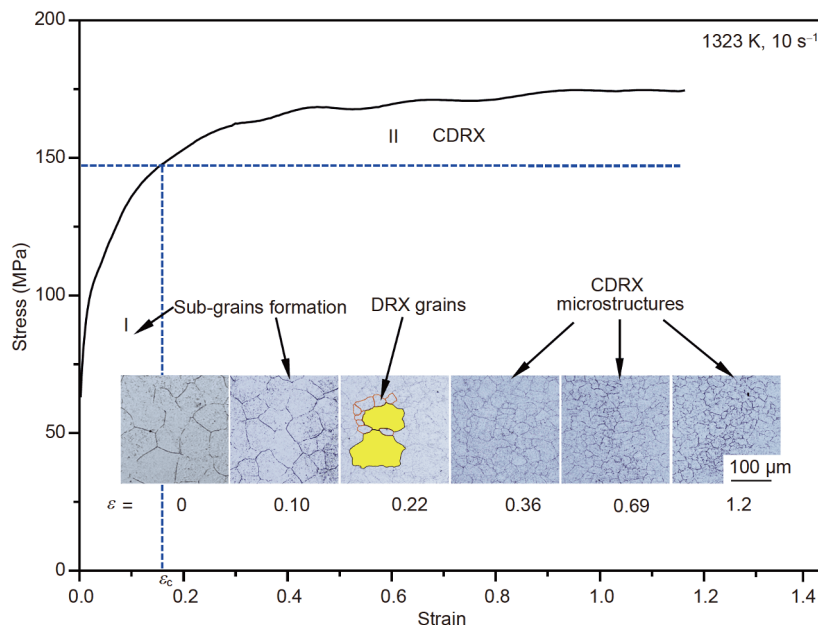 200
1323 K, 10 s⁻¹
II CDRX
150
Stress (MPa)
100
I
Sub-grains formation
DRX grains
CDRX
microstructures
50
100 µm
ε = 0 0.10 0.22 0.36 0.69 1.2
0
0.0 εc 0.2 0.4 0.6 0.8 1.0 1.2 1.4
Strain